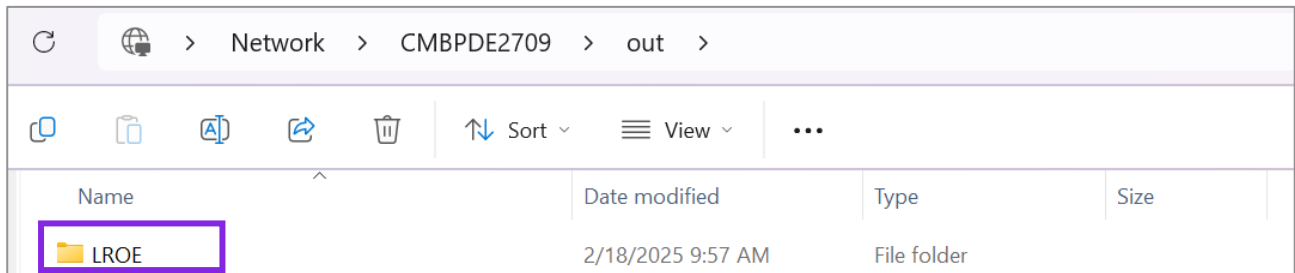 Network > CMBPDE2709 > out >
Sort View
Name Date modified Type Size
LROE 2/18/2025 9:57 AM File folder